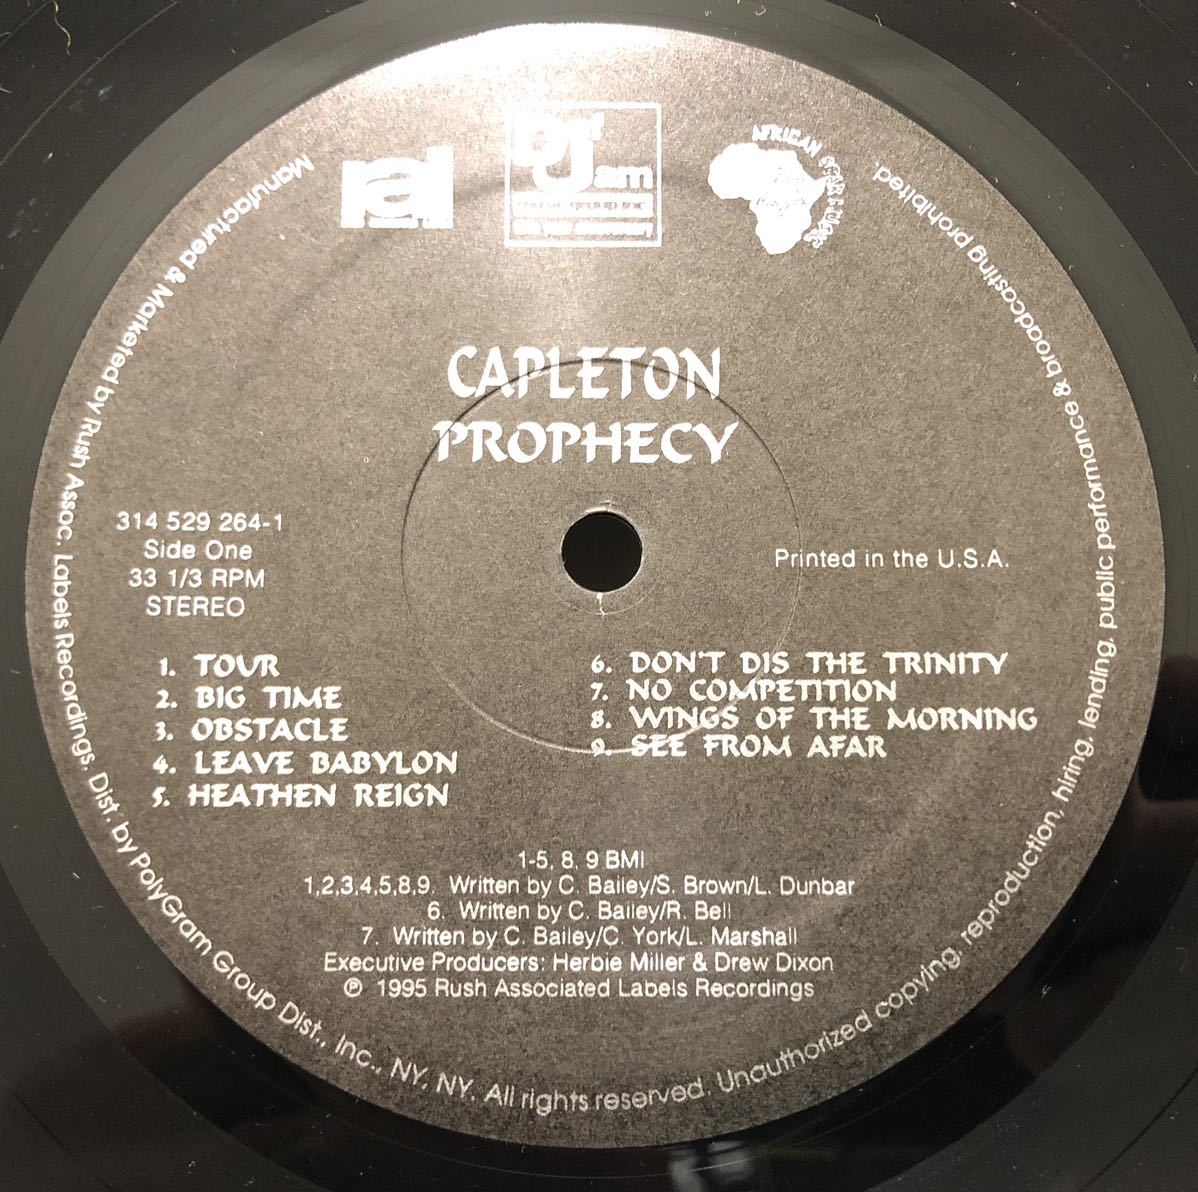 ral
Def Jam
AFRICAN STAR
CAPLETON
PROPHECY
314 529 264-1
Side One
33 1/3 RPM
STEREO
Printed in the U.S.A.
1. TOUR
2. BIG TIME
3. OBSTACLE
4. LEAVE BABYLON
5. HEATHEN REIGN
6. DON'T DIS THE TRINITY
7. NO COMPETITION
8. WINGS OF THE MORNING
9. SEE FROM AFAR
1-5, 8, 9 BMI
1,2,3,4,5,8,9. Written by C. Bailey/S. Brown/L. Dunbar
6. Written by C. Bailey/R. Bell
7. Written by C. Bailey/C. York/L. Marshall
Executive Producers: Herbie Miller & Drew Dixon
℗ 1995 Rush Associated Labels Recordings
Manufactured & Marketed by Rush Assoc. Labels Recordings, Dist. by PolyGram Group Dist., Inc., NY, NY. All rights reserved. Unauthorized copying, reproduction, hiring, lending, public performance & broadcasting prohibited.